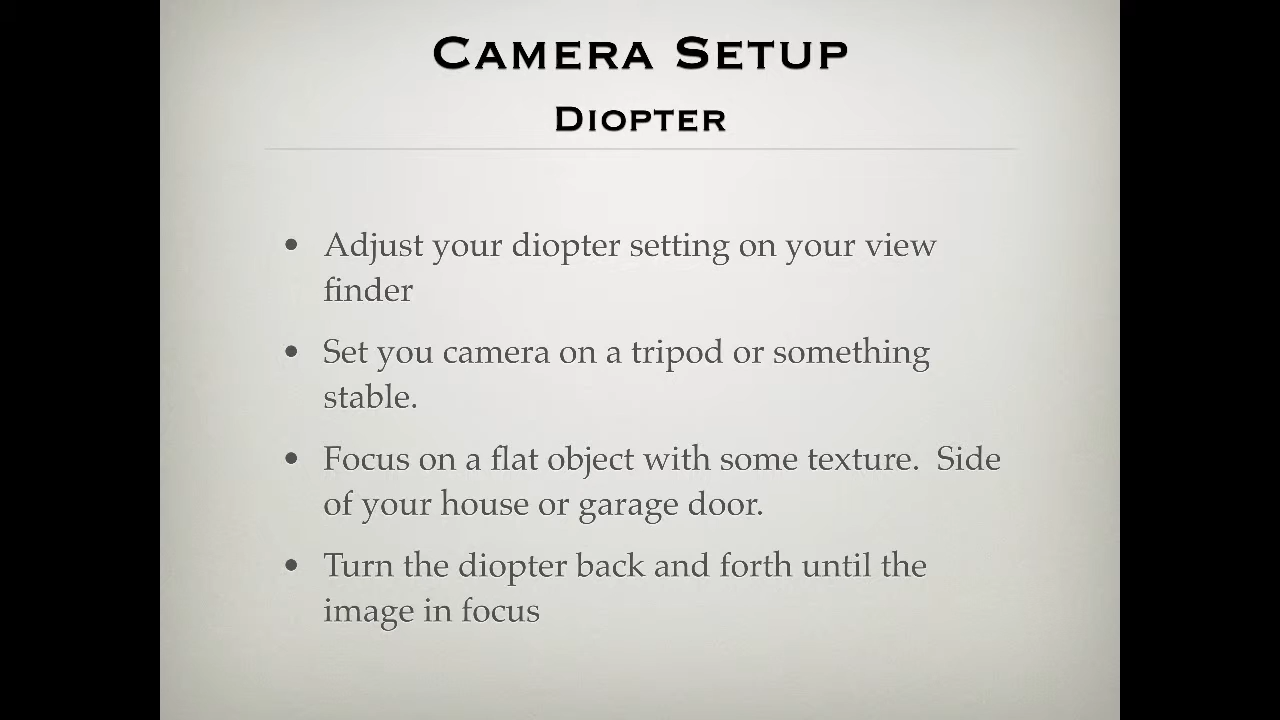 Camera Setup
Diopter
• Adjust your diopter setting on your view
finder
• Set you camera on a tripod or something
stable.
• Focus on a flat object with some texture.  Side
of your house or garage door.
• Turn the diopter back and forth until the
image in focus